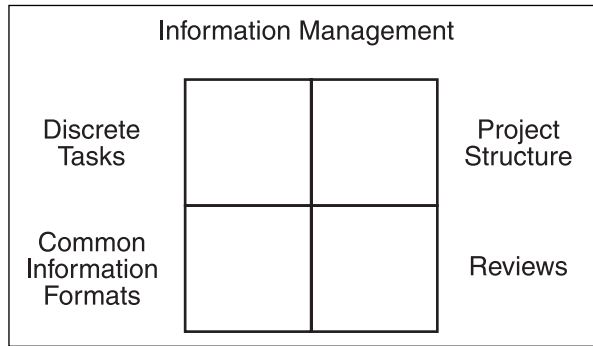 Information Management
Discrete
Tasks
Project
Structure
Common
Information
Formats
Reviews